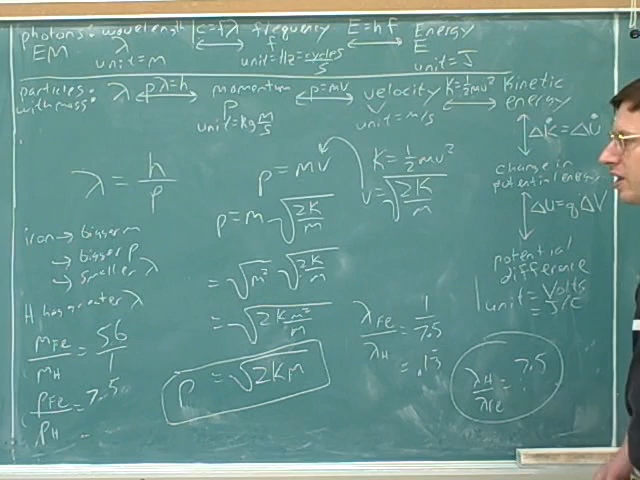 photons: wavelength c=fλ frequency E=hf Energy
EM λ f E
unit=m unit=Hz=cycles/s unit=J
particles with mass: λ pλ=h momentum p=mv velocity K=½mv² Kinetic energy
p v
unit=kg m/s unit=m/s
ΔK=ΔU
change in potential energy
ΔU=qΔV
potential difference
1 unit=Volts
=J/C
λ = h/p
iron → bigger m
→ bigger p
→ smaller λ
H has greater λ
mFe/mH = 56/1
pFe/pH = 7.5
p = mv
p = m√(2K/m)
= √m² √(2K/m)
= √(2K m²/m)
p = √2Km
K = ½mv²
v = √(2K/m)
λFe/λH = 1/7.5
= .13
λH/λFe = 7.5